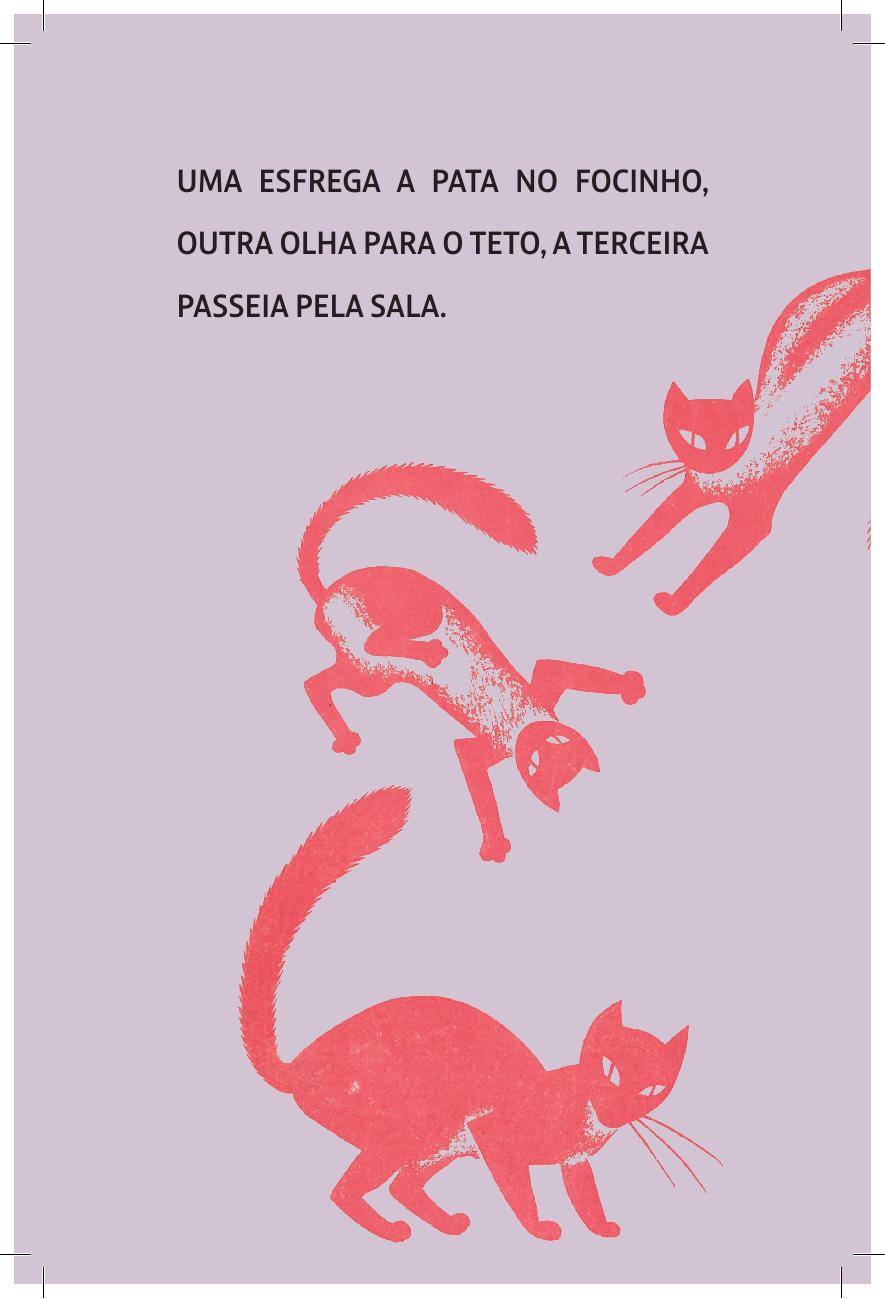 UMA ESFREGA A PATA NO FOCINHO,
OUTRA OLHA PARA O TETO, A TERCEIRA
PASSEIA PELA SALA.